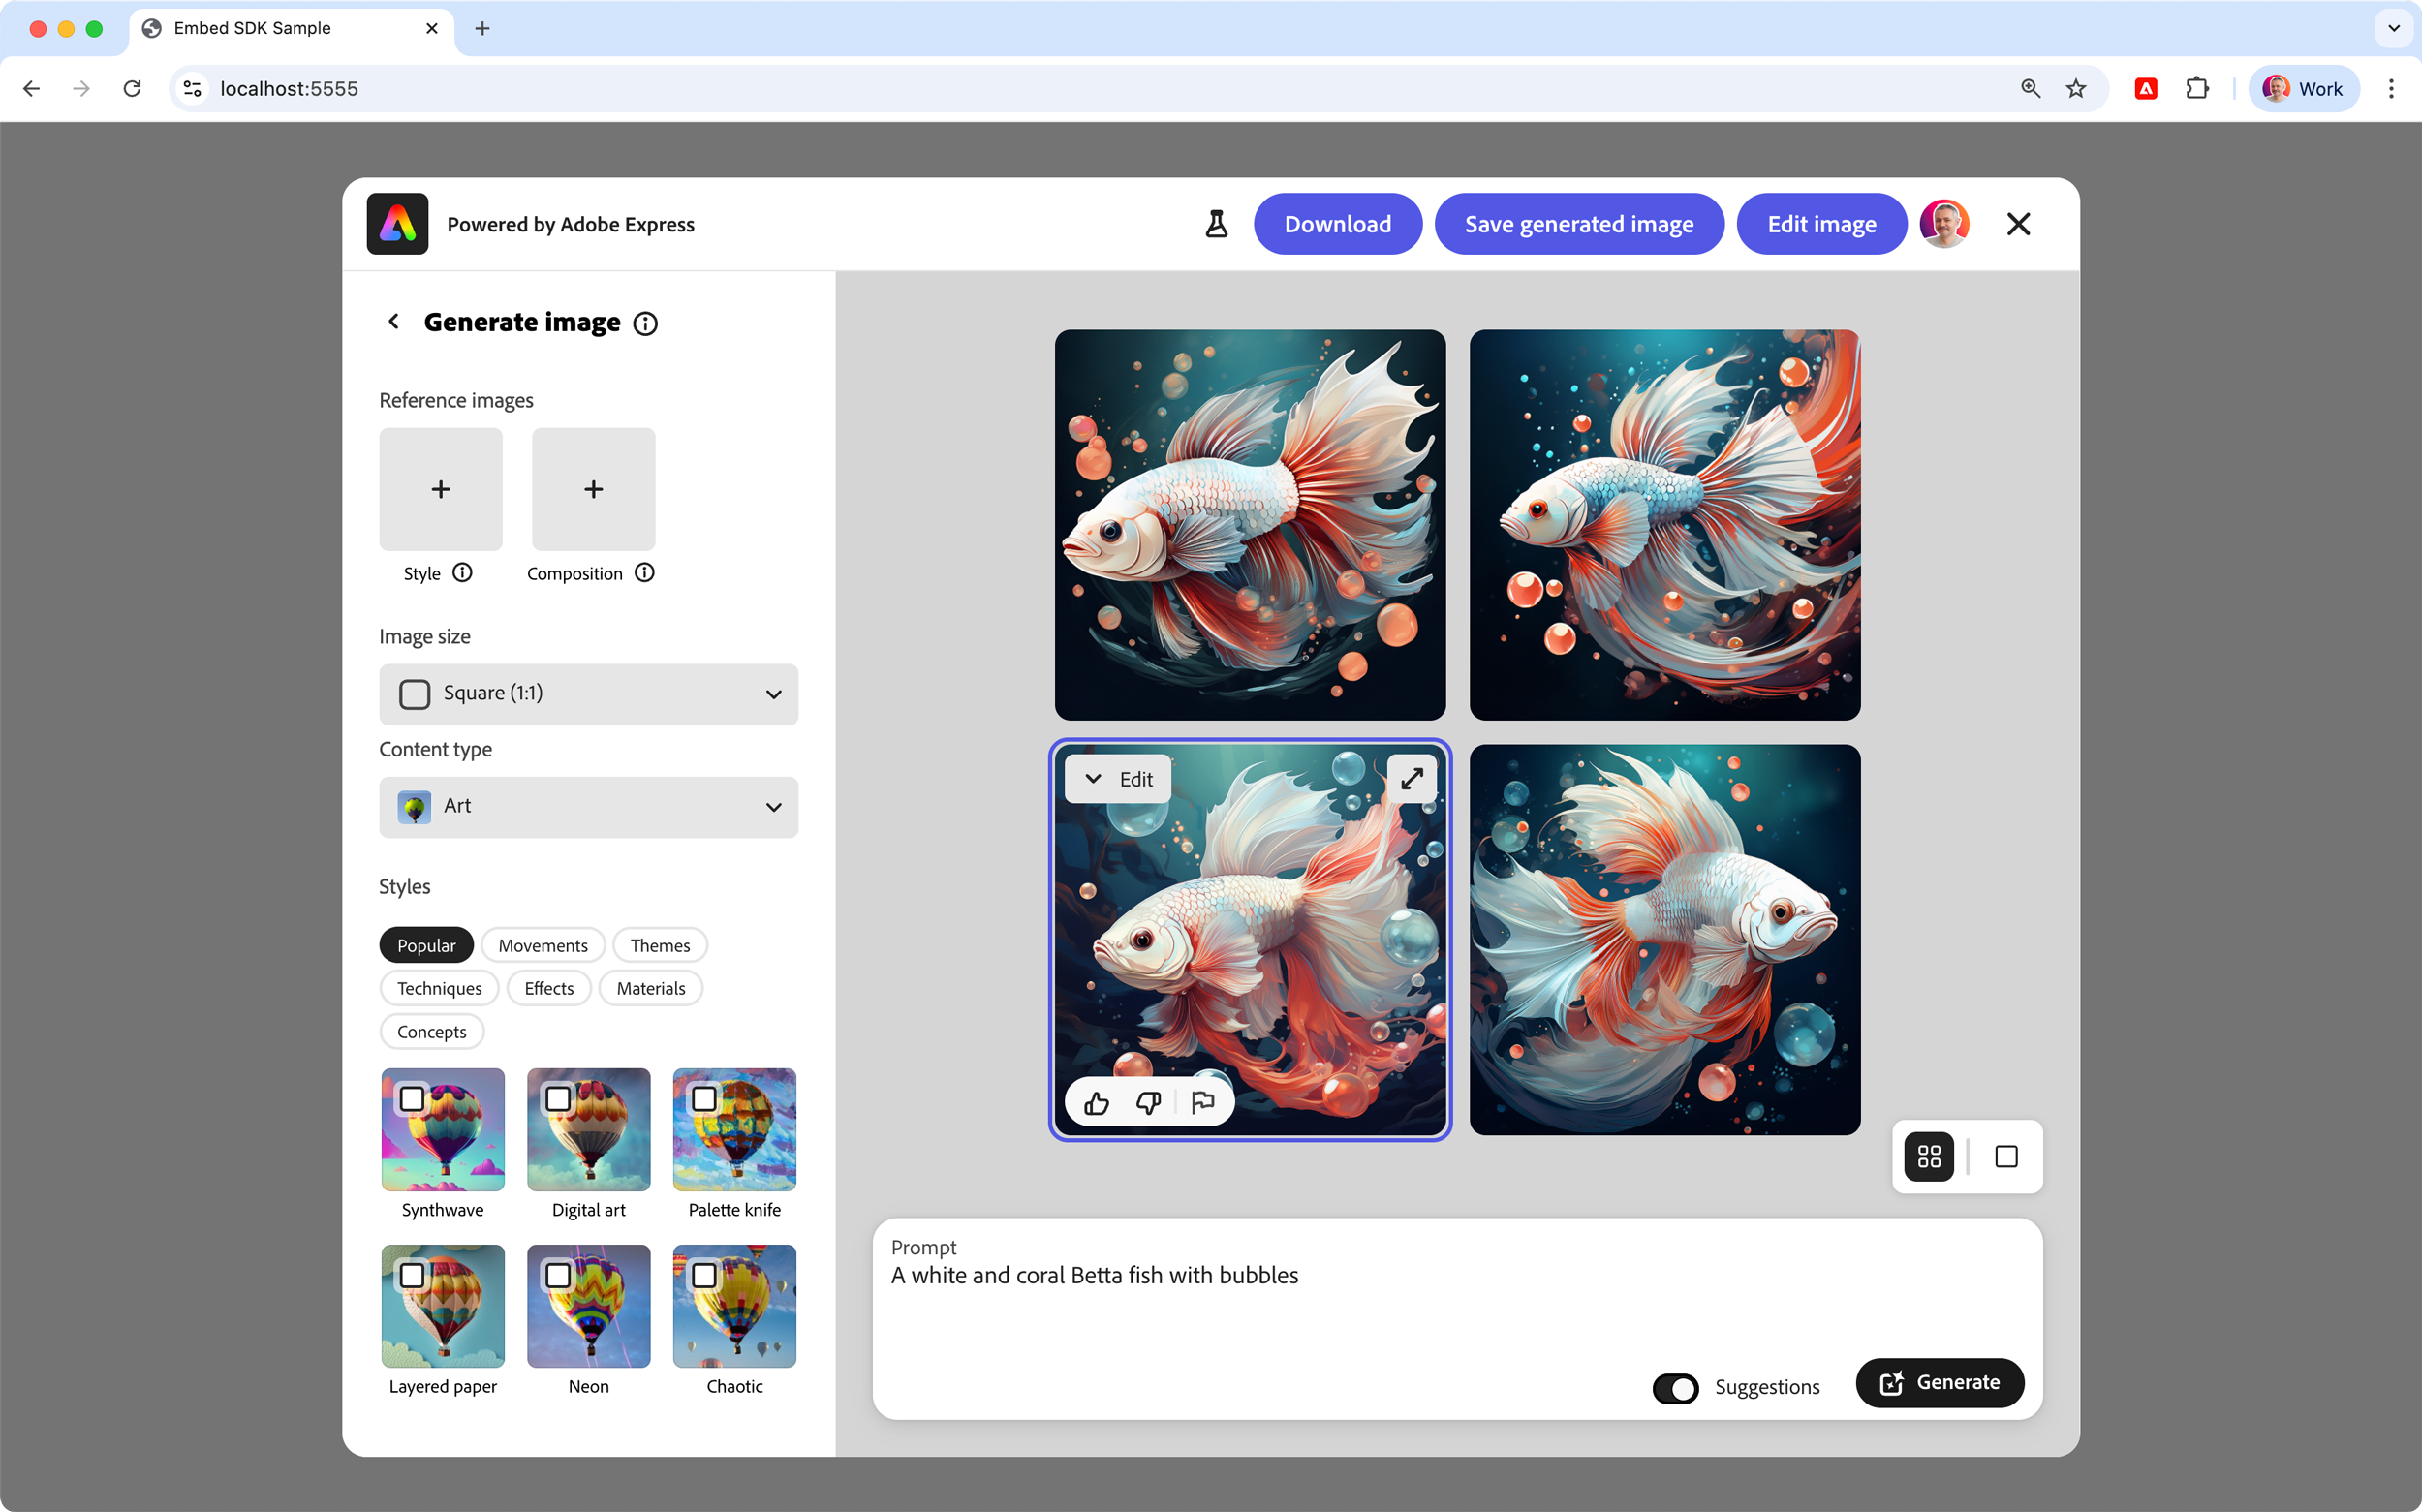 Embed SDK Sample
localhost:5555
Work
Powered by Adobe Express
Download
Save generated image
Edit image
Generate image
Reference images
Style
Composition
Image size
Square (1:1)
Content type
Art
Styles
Popular
Movements
Themes
Techniques
Effects
Materials
Concepts
Synthwave
Digital art
Palette knife
Layered paper
Neon
Chaotic
Edit
Prompt
A white and coral Betta fish with bubbles
Suggestions
Generate